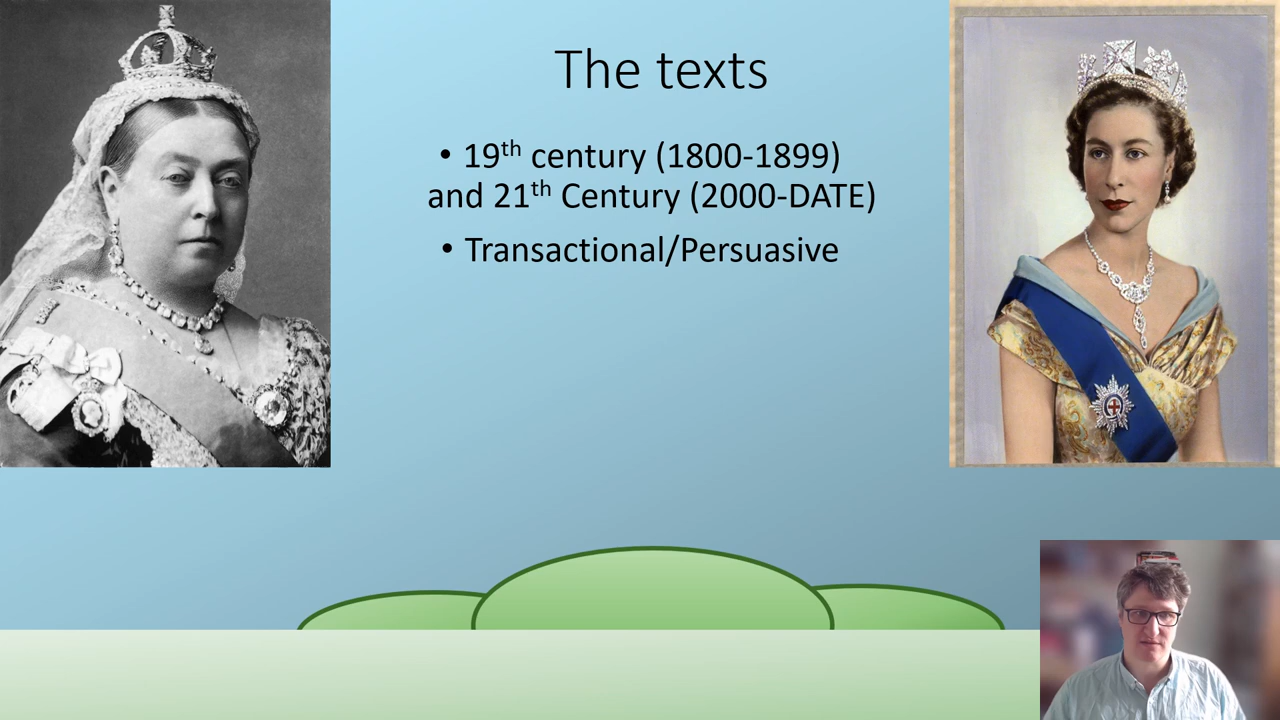 The texts
• 19th century (1800-1899)
and 21th Century (2000-DATE)
• Transactional/Persuasive